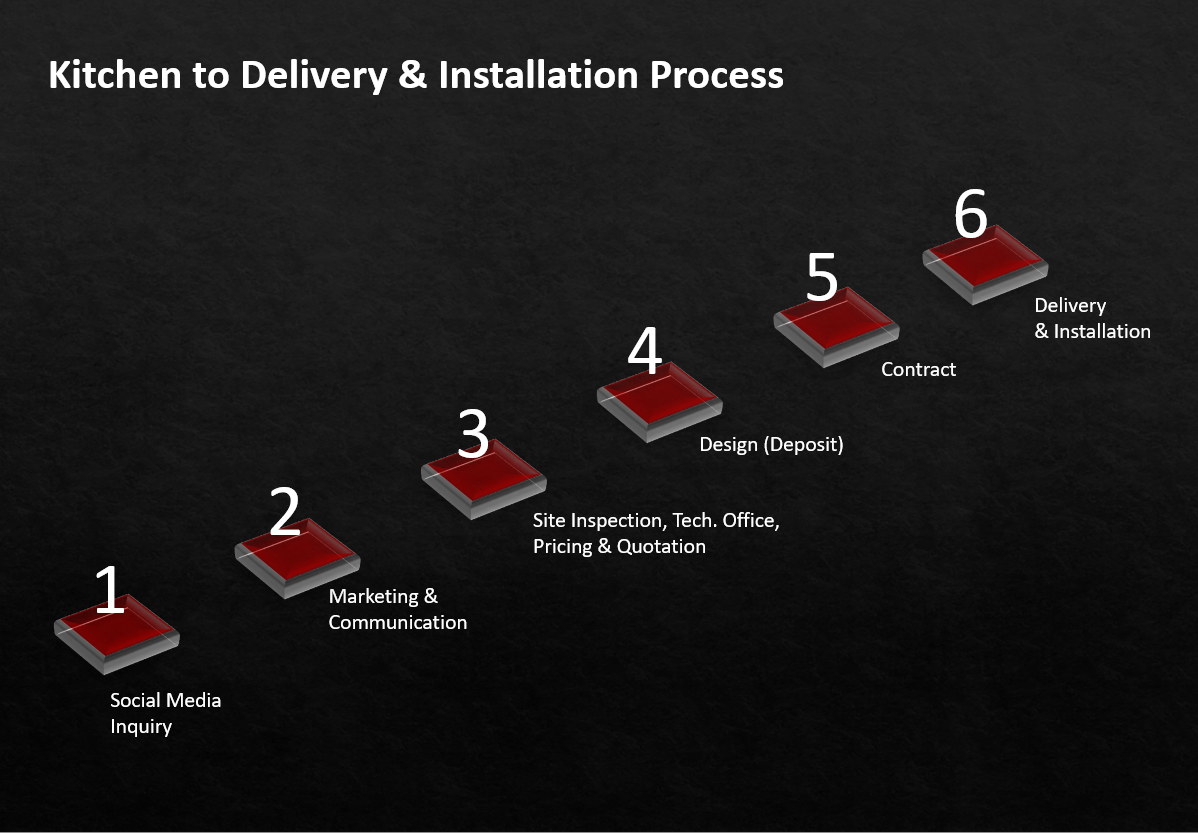 Kitchen to Delivery & Installation Process
1
Social Media
Inquiry
2
Marketing &
Communication
3
Site Inspection, Tech. Office,
Pricing & Quotation
4
Design (Deposit)
5
Contract
6
Delivery
& Installation